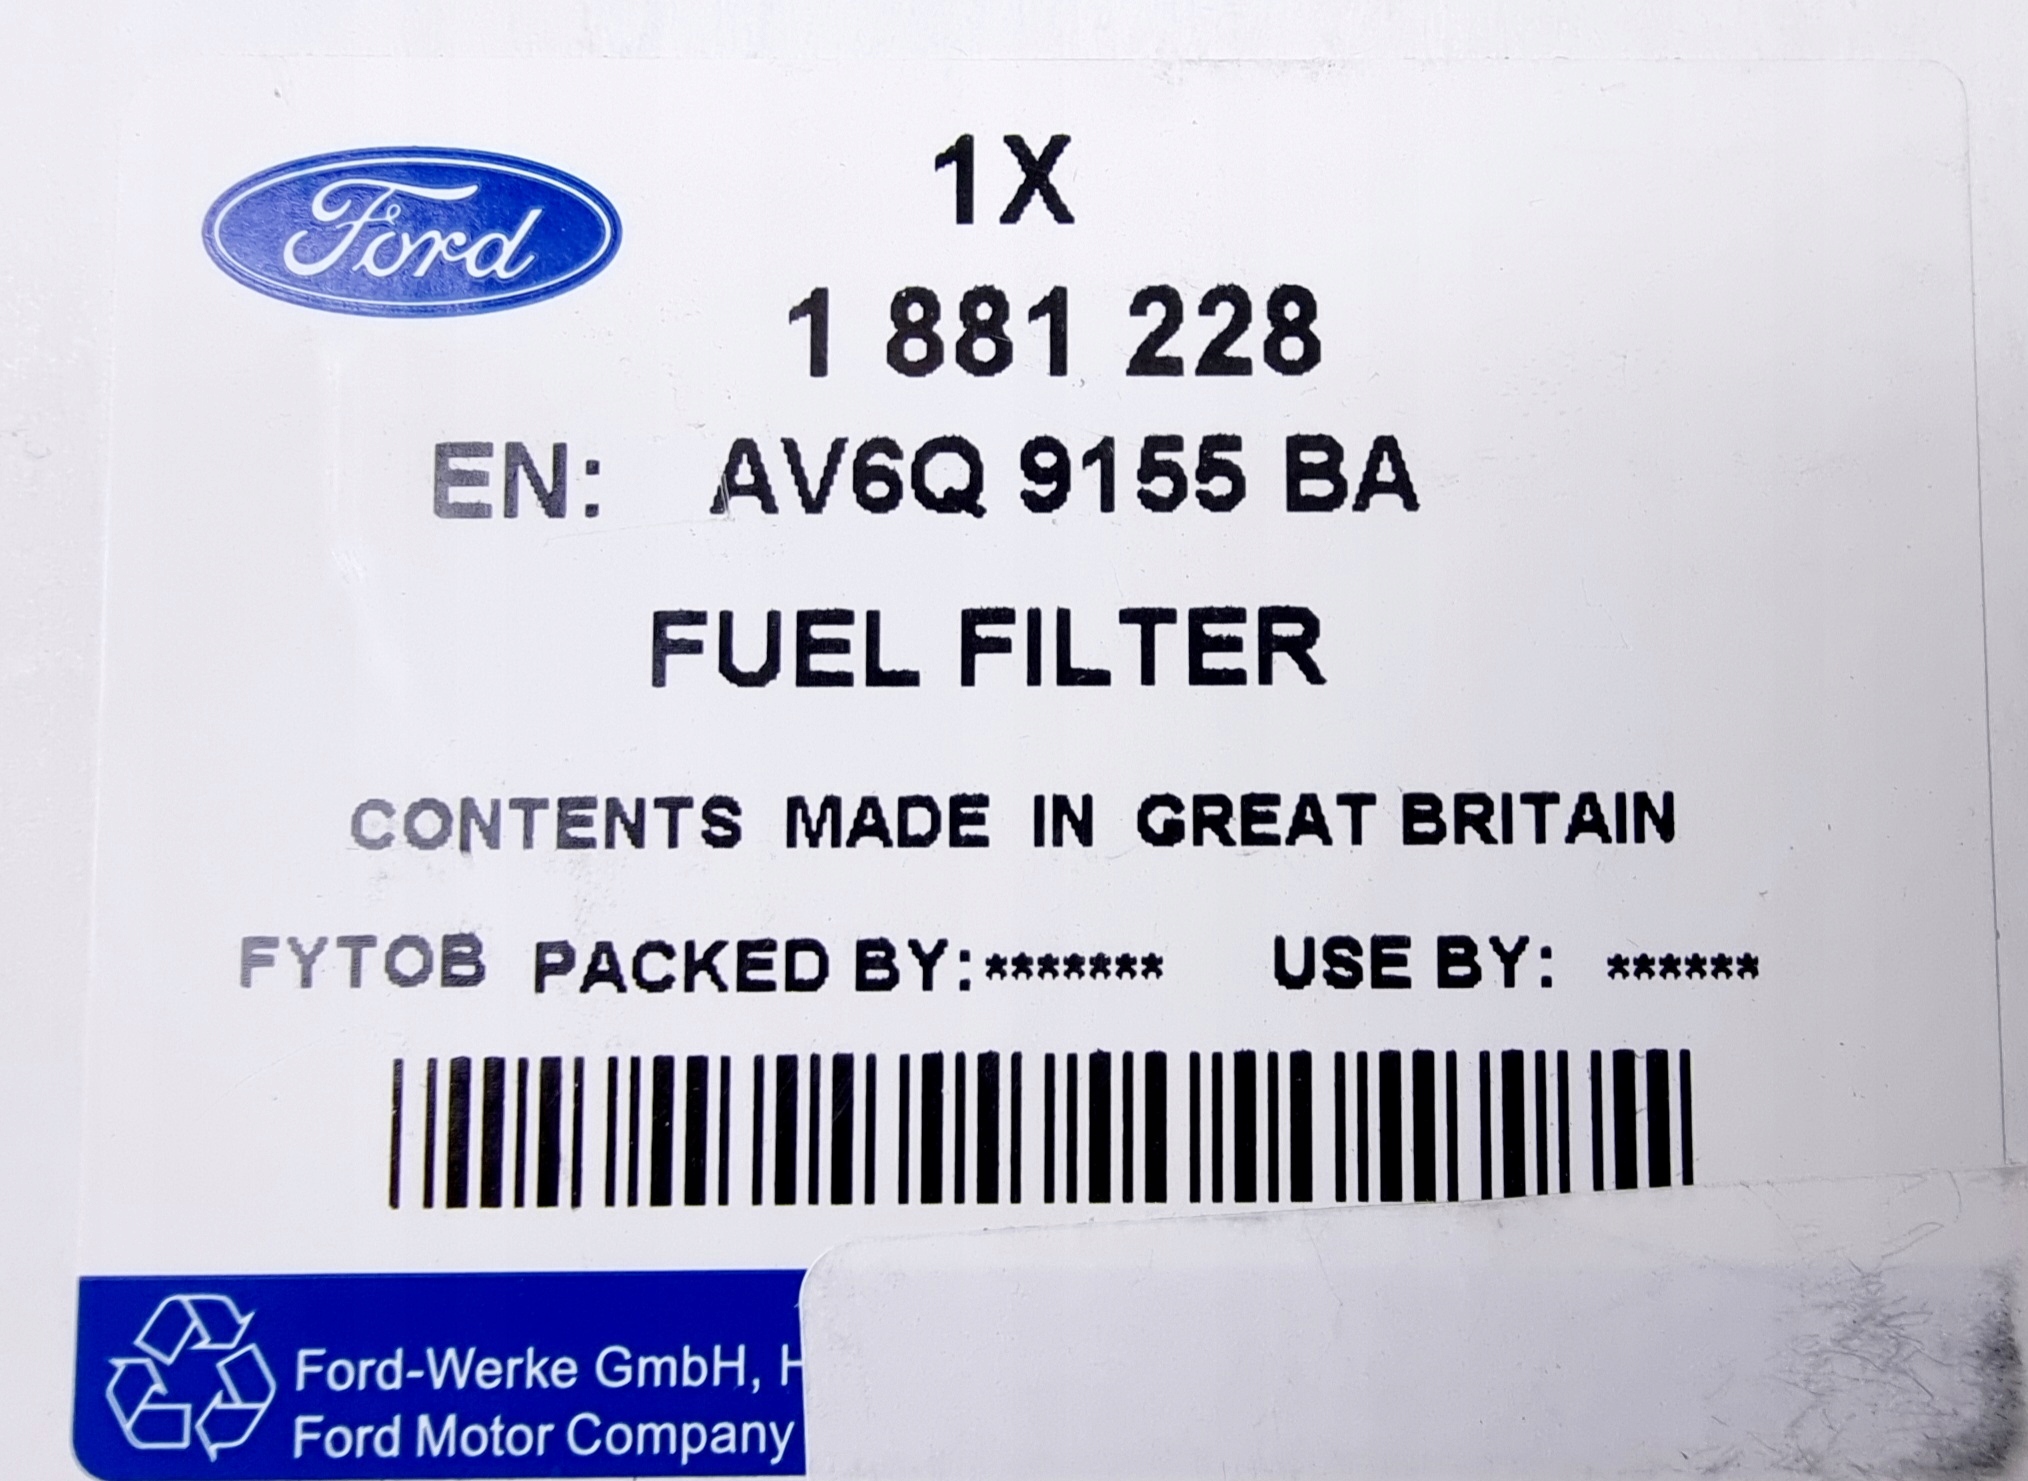 Ford
1X
1 881 228
EN: AV6Q 9155 BA
FUEL FILTER
CONTENTS MADE IN GREAT BRITAIN
FYTOB PACKED BY:******* USE BY: ******
Ford-Werke GmbH, H
Ford Motor Company